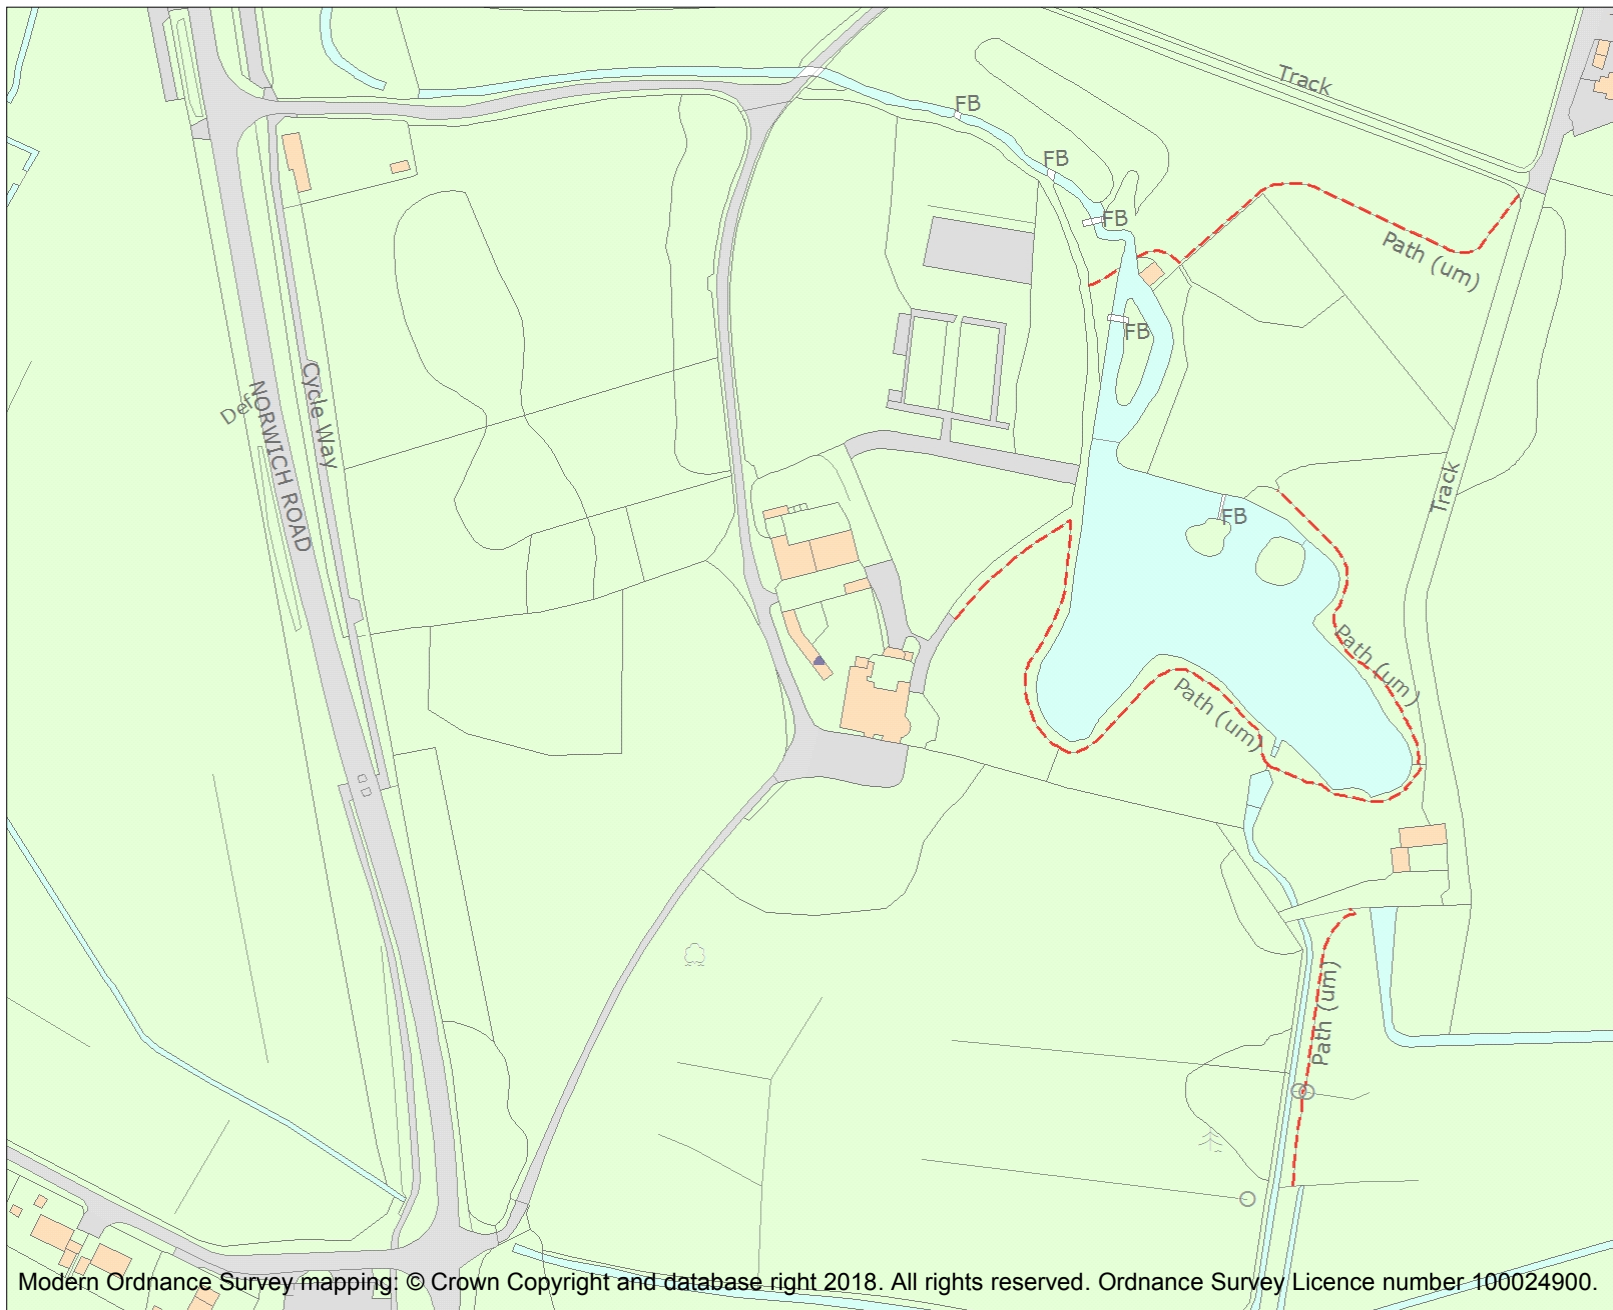 Track
FB
FB
FB
Path (um)
FB
Cycle Way
Def
NORWICH ROAD
Track
FB
Path (um)
Path (um)
Path (um)
Modern Ordnance Survey mapping: © Crown Copyright and database right 2018. All rights reserved. Ordnance Survey Licence number 100024900.